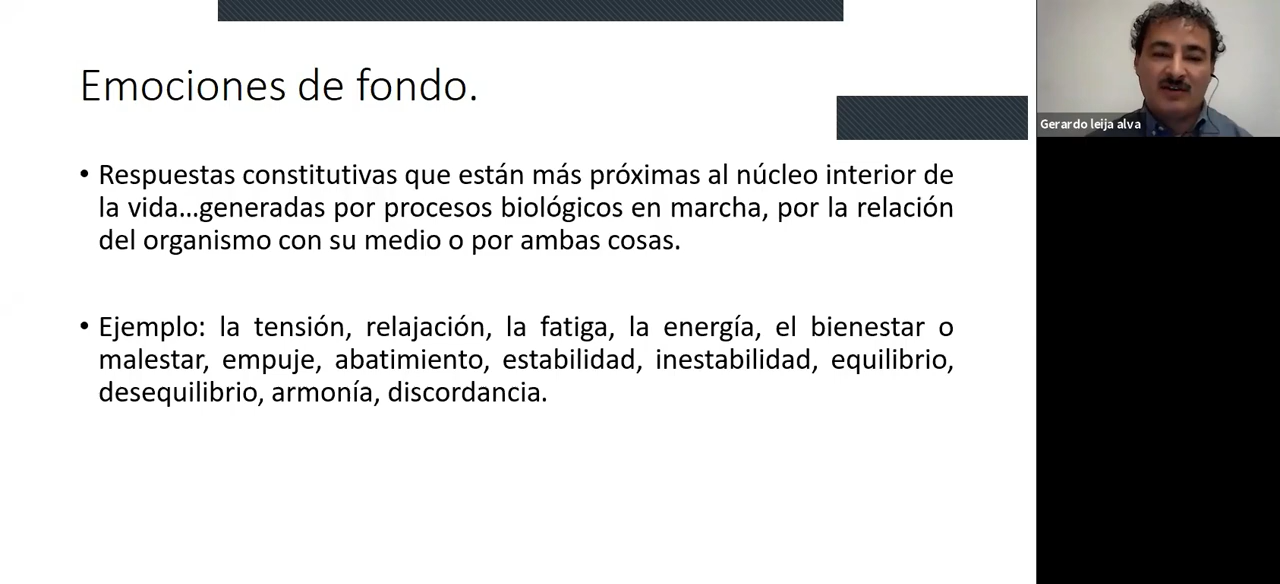 Emociones de fondo.
Gerardo leija alva
• Respuestas constitutivas que están más próximas al núcleo interior de
la vida...generadas por procesos biológicos en marcha, por la relación
del organismo con su medio o por ambas cosas.
• Ejemplo: la tensión, relajación, la fatiga, la energía, el bienestar o
malestar, empuje, abatimiento, estabilidad, inestabilidad, equilibrio,
desequilibrio, armonía, discordancia.